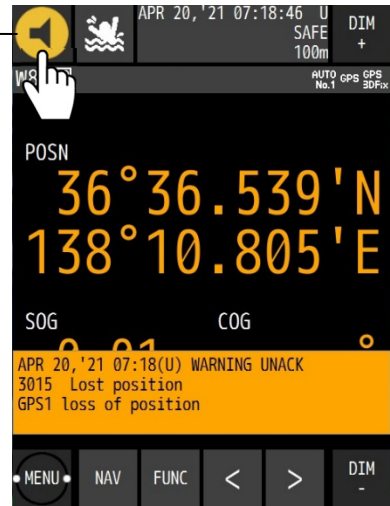 APR 20,'21 07:18:46 U
SAFE
100m
DIM
+
AUTO GPS GPS
No.1 3DFix
POSN
36°36.539'N
138°10.805'E
SOG COG
APR 20,'21 07:18(U) WARNING UNACK
3015 Lost position
GPS1 loss of position
MENU NAV FUNC < > DIM
-